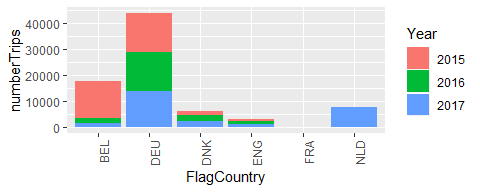 numberTrips
40000
30000
20000
10000
0
BEL
DEU
DNK
ENG
FRA
NLD
FlagCountry
Year
2015
2016
2017